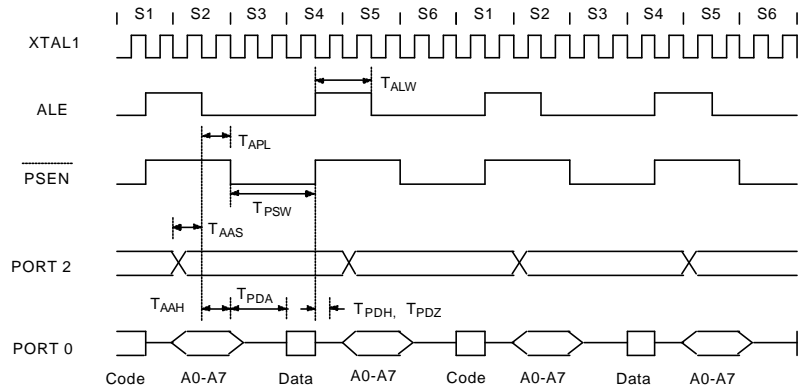 S1 S2 S3 S4 S5 S6 S1 S2 S3 S4 S5 S6
XTAL1
TALW
ALE
TAPL
PSEN
TPSW
TAAS
PORT 2
TAAH TPDA TPDH, TPDZ
PORT 0
Code A0-A7 Data A0-A7 Code A0-A7 Data A0-A7